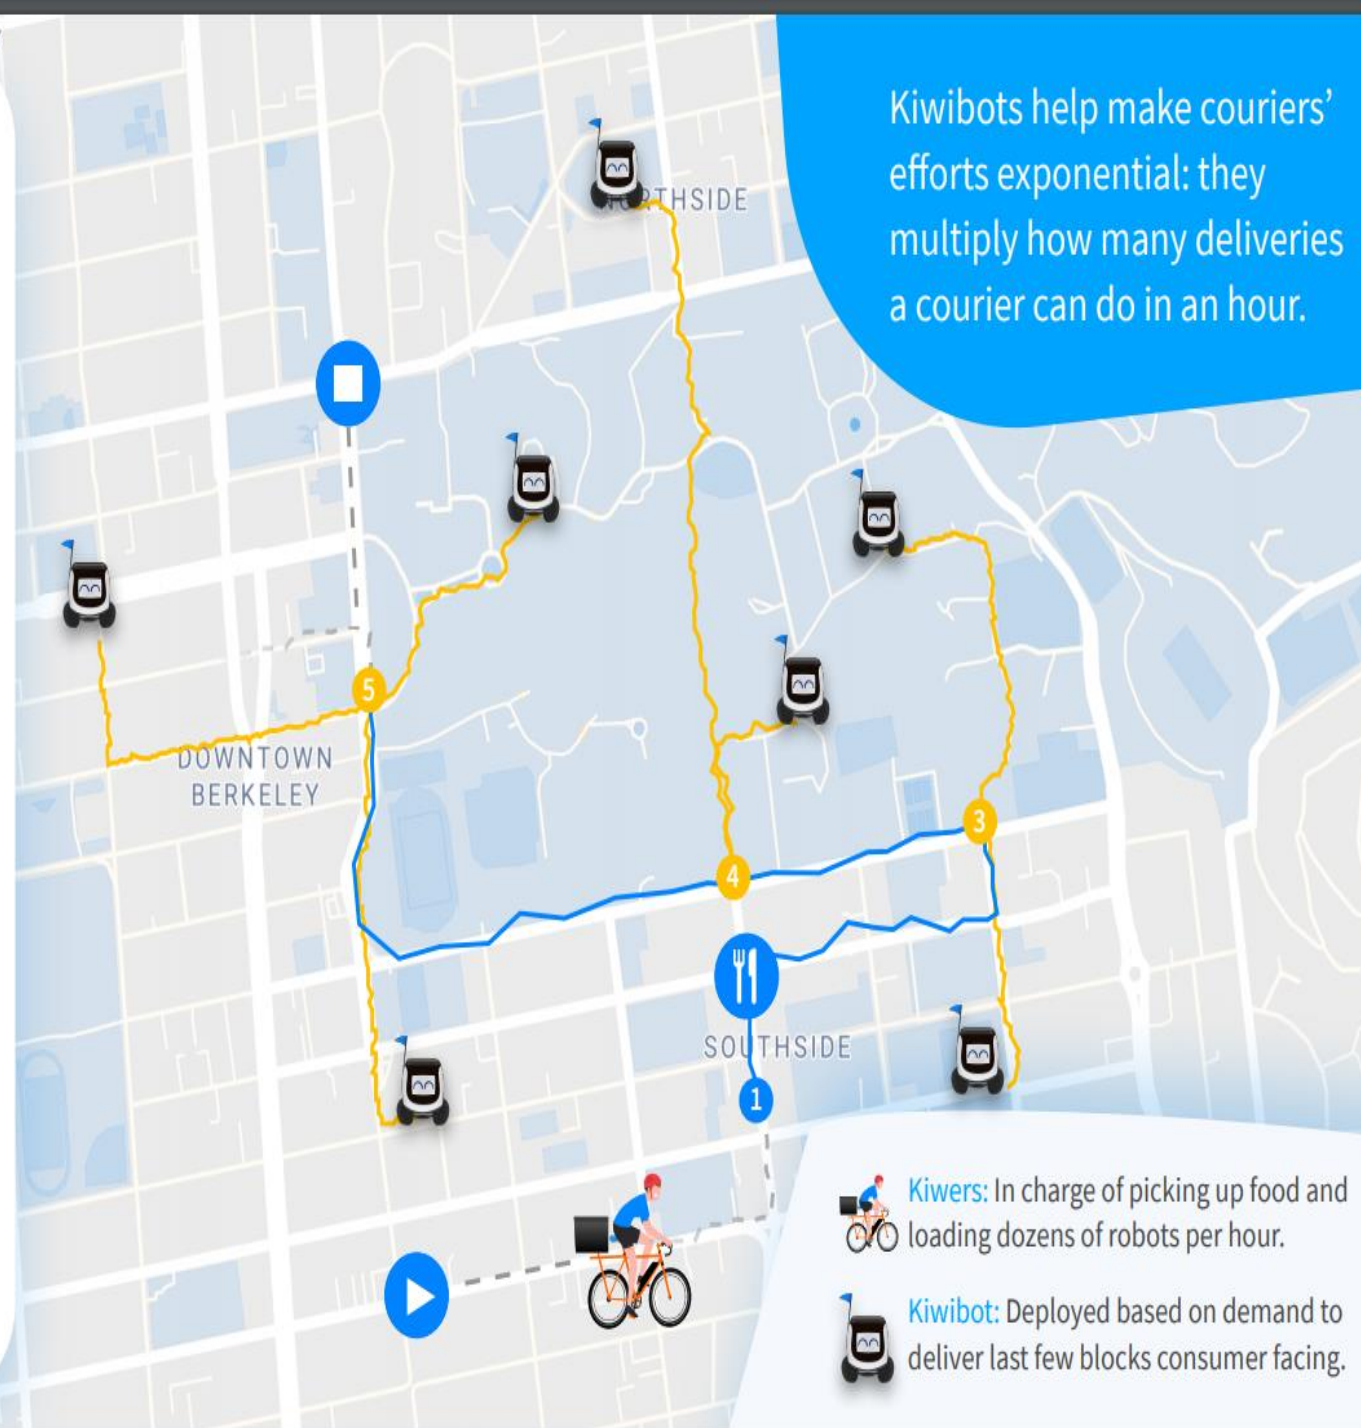 Kiwibots help make couriers’
efforts exponential: they
multiply how many deliveries
a courier can do in an hour.
NORTHSIDE
5
DOWNTOWN
BERKELEY
3
4
SOUTHSIDE
1
Kiwers: In charge of picking up food and
loading dozens of robots per hour.
Kiwibot: Deployed based on demand to
deliver last few blocks consumer facing.